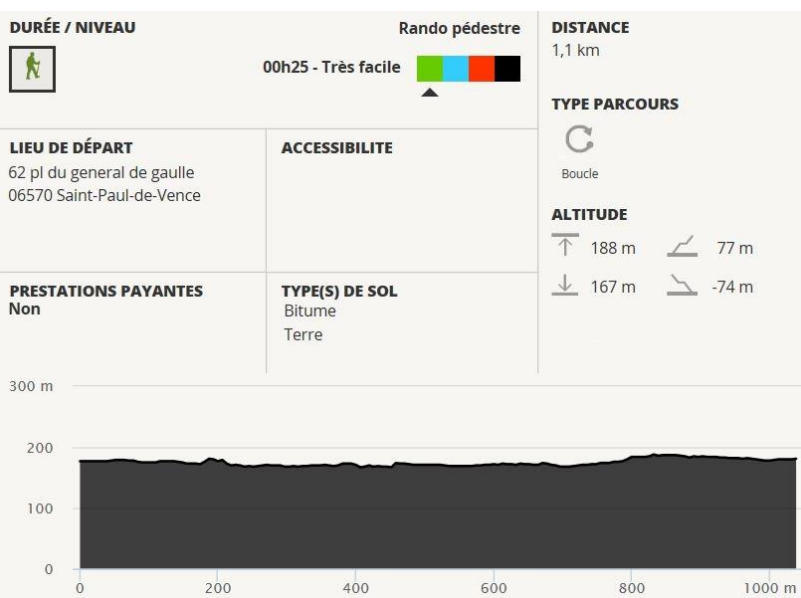 DURÉE / NIVEAU
Rando pédestre
00h25 - Très facile
DISTANCE
1,1 km
TYPE PARCOURS
Boucle
LIEU DE DÉPART
62 pl du general de gaulle
06570 Saint-Paul-de-Vence
ACCESSIBILITE
ALTITUDE
188 m
77 m
167 m
-74 m
PRESTATIONS PAYANTES
Non
TYPE(S) DE SOL
Bitume
Terre
300 m
200
100
0
0
200
400
600
800
1000 m